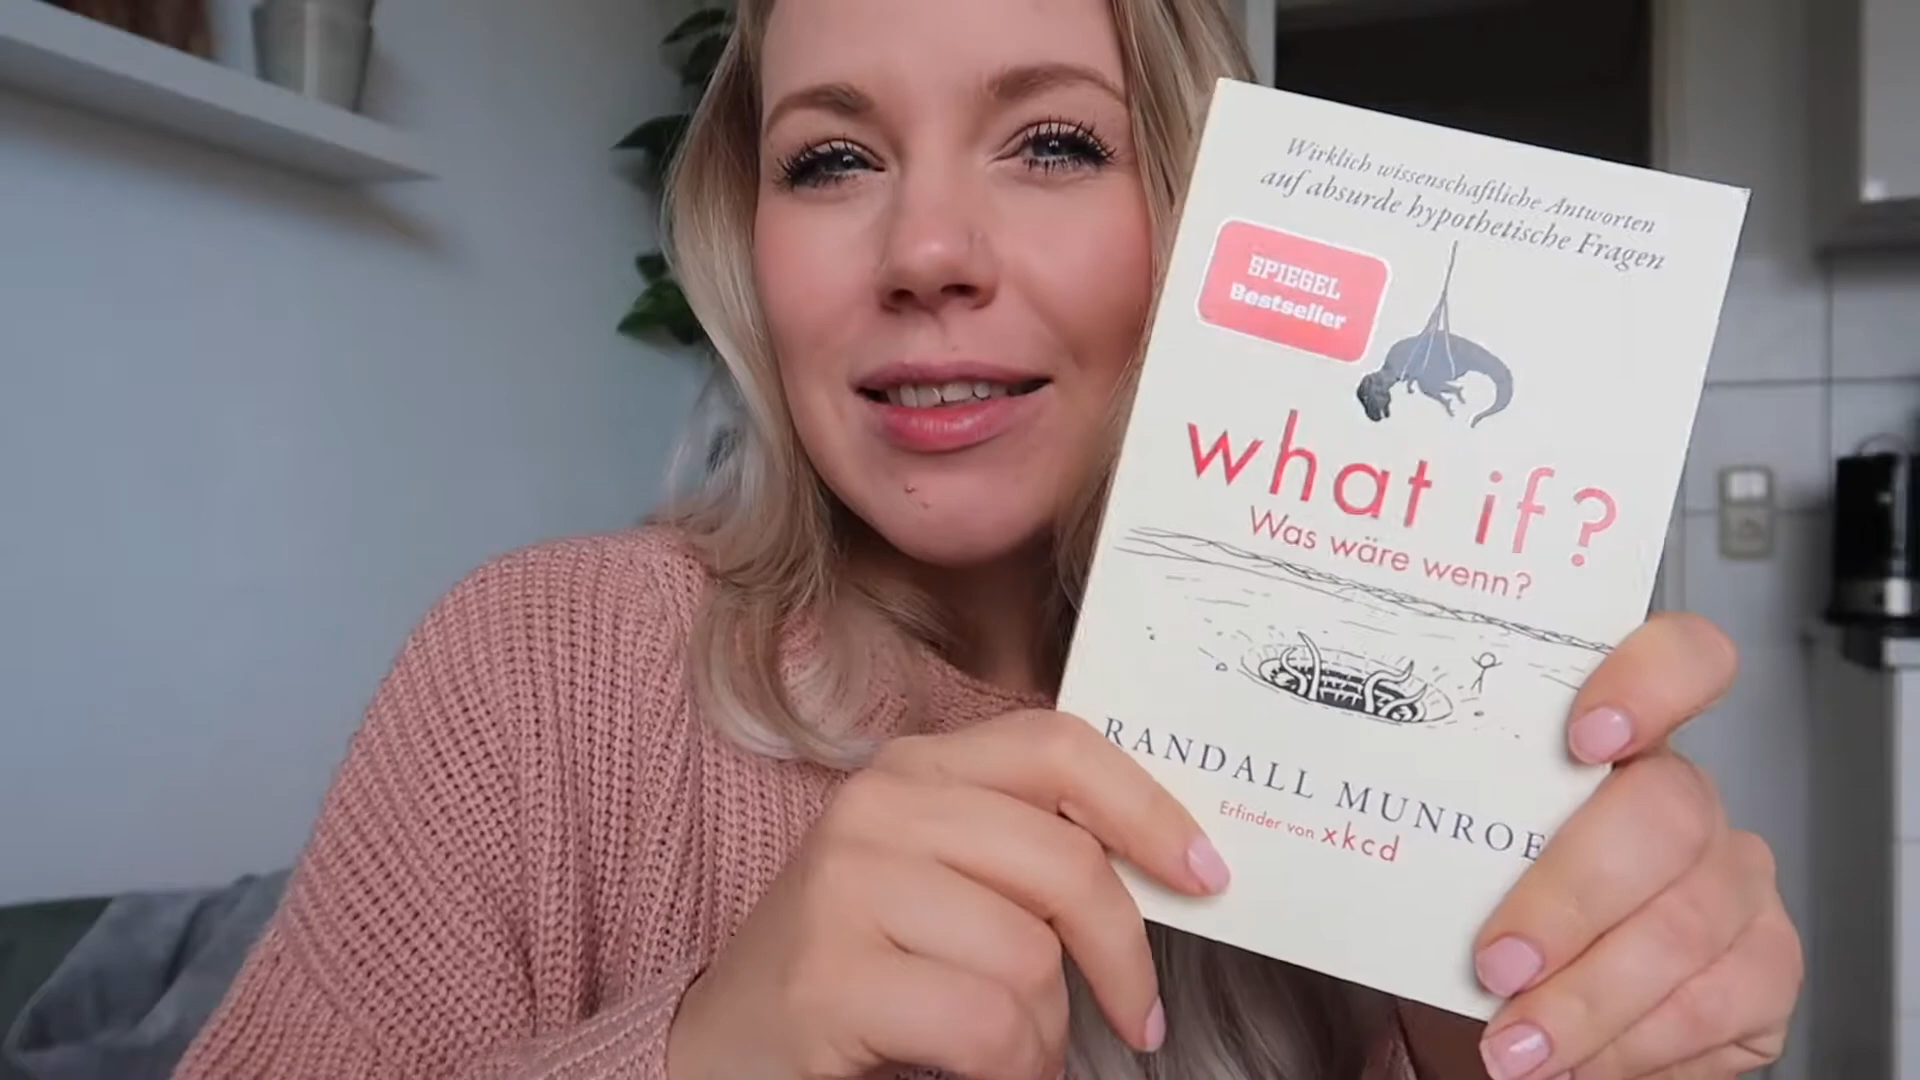 Wirklich wissenschaftliche Antworten
auf absurde hypothetische Fragen
SPIEGEL
Bestseller
what if?
Was wäre wenn?
RANDALL MUNROE
Erfinder von xkcd